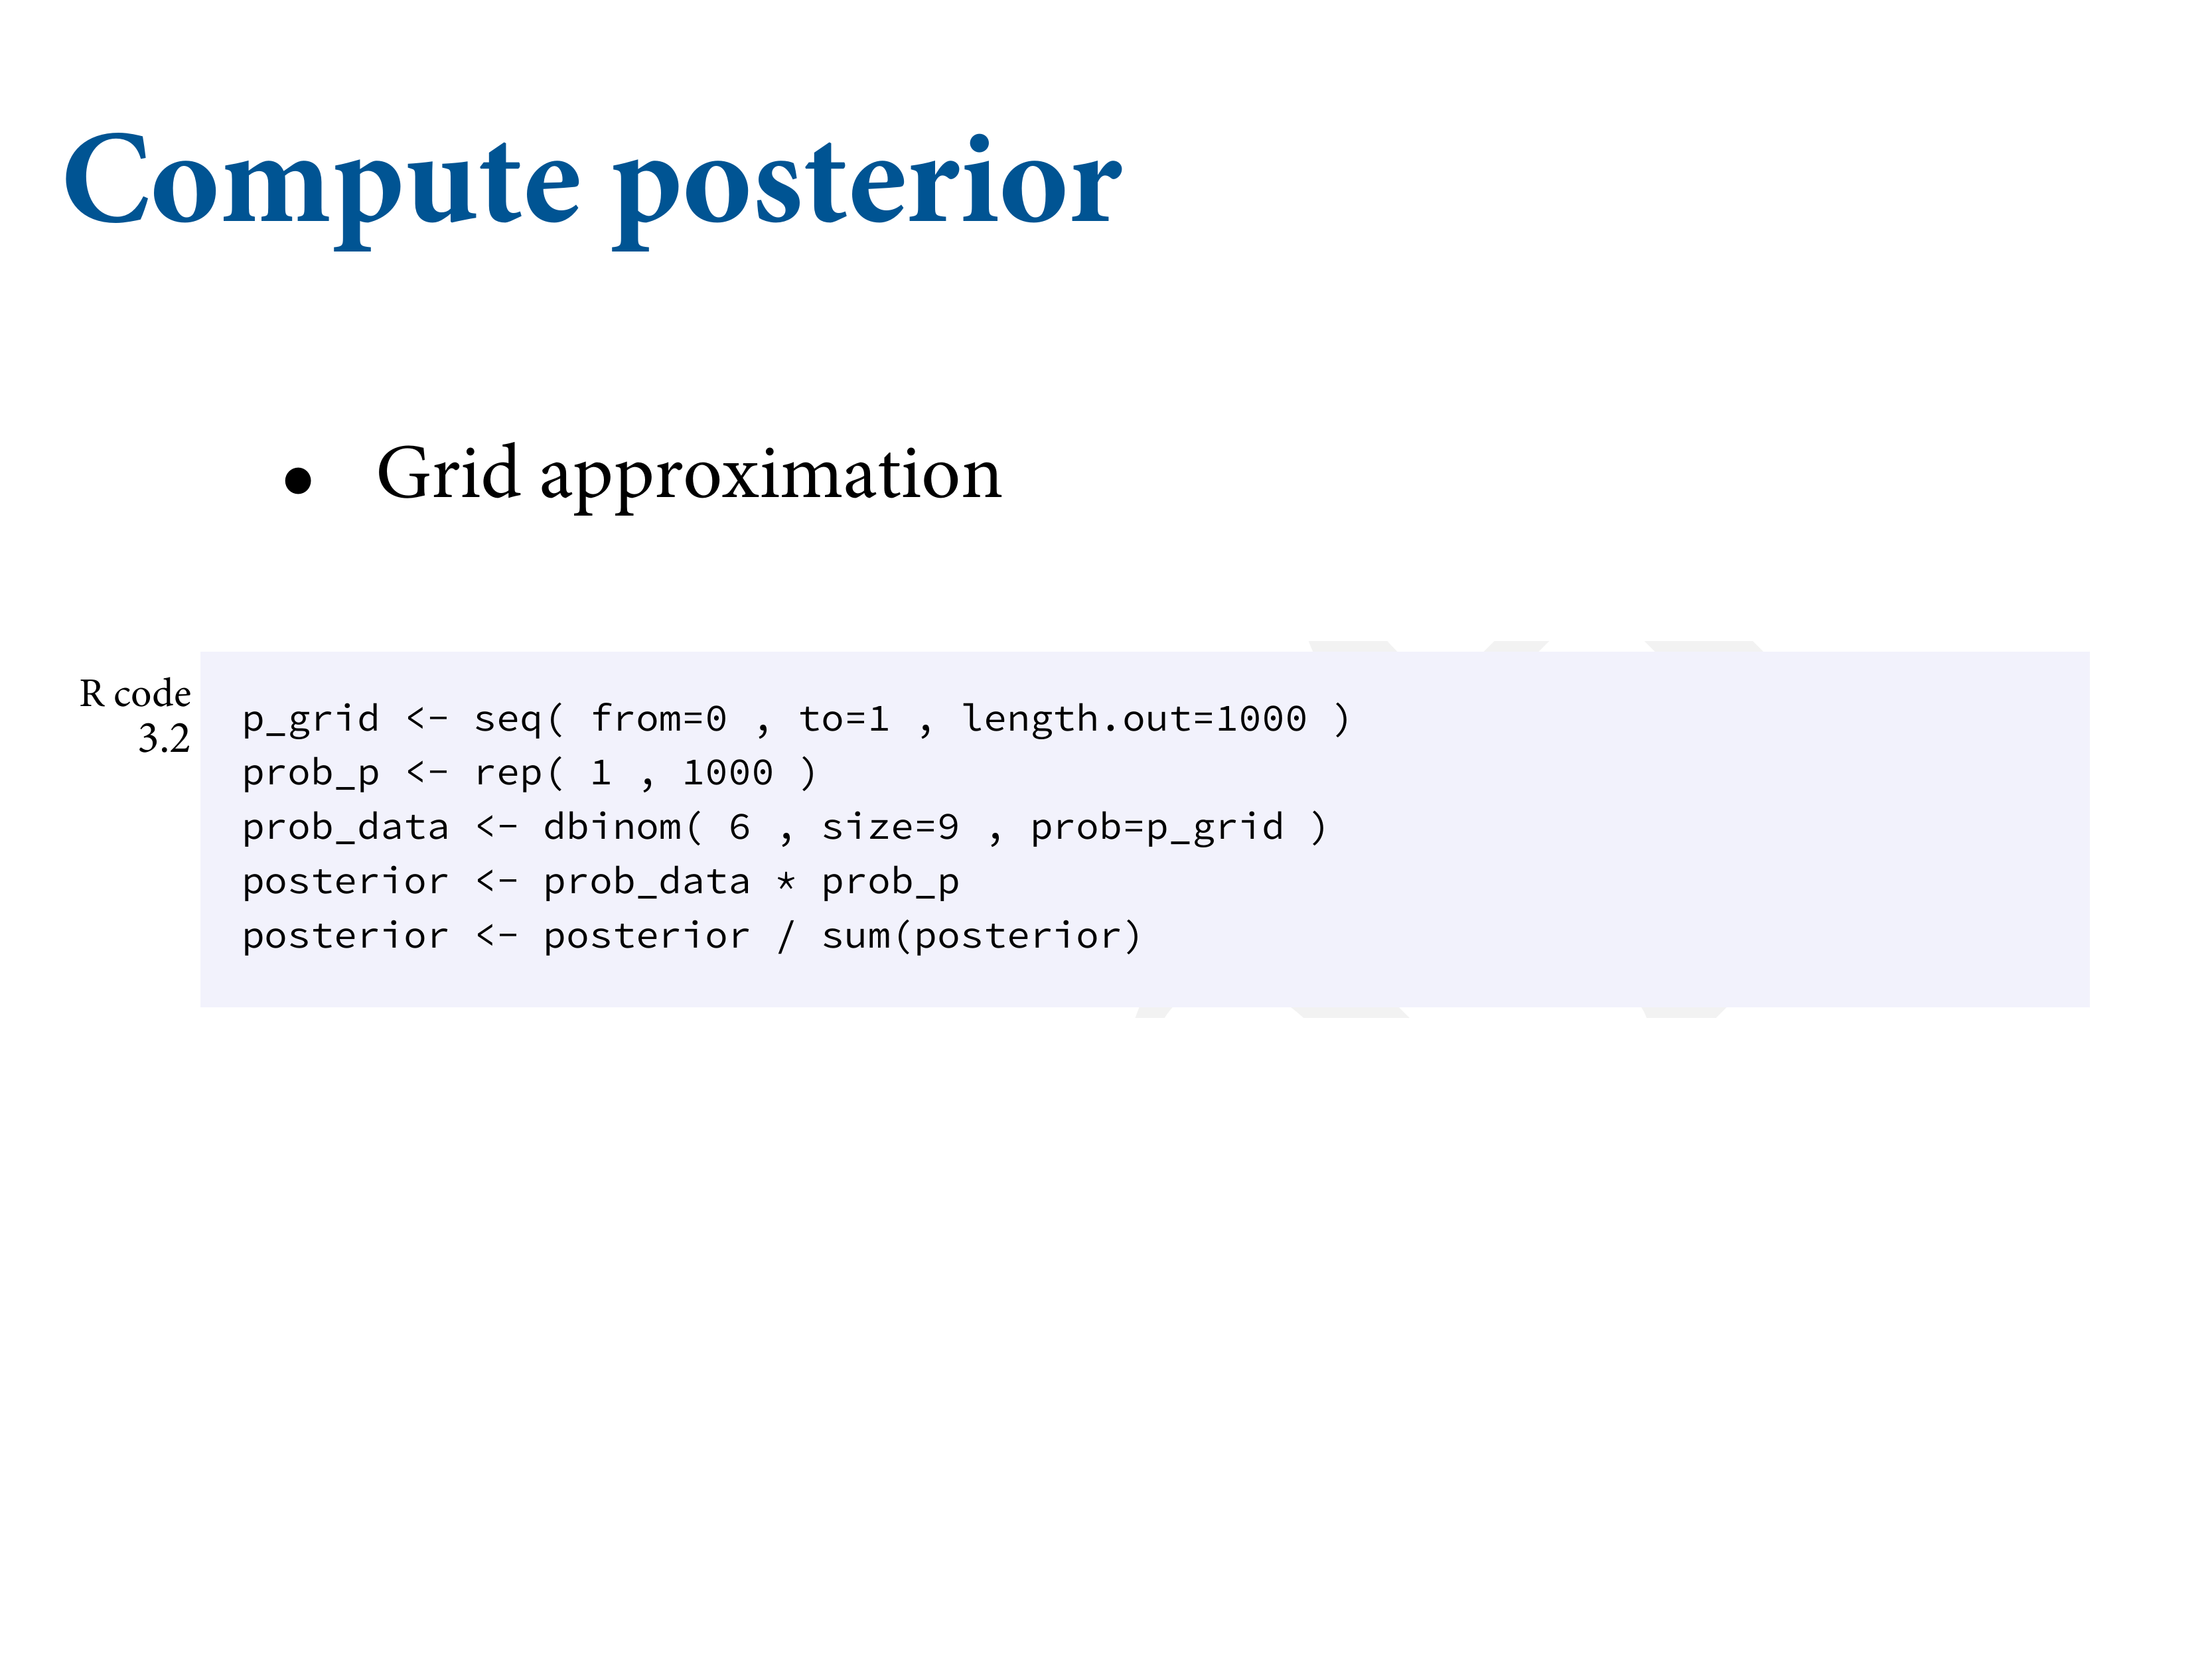 Compute posterior
• Grid approximation
R code
3.2
p_grid <- seq( from=0 , to=1 , length.out=1000 )
prob_p <- rep( 1 , 1000 )
prob_data <- dbinom( 6 , size=9 , prob=p_grid )
posterior <- prob_data * prob_p
posterior <- posterior / sum(posterior)